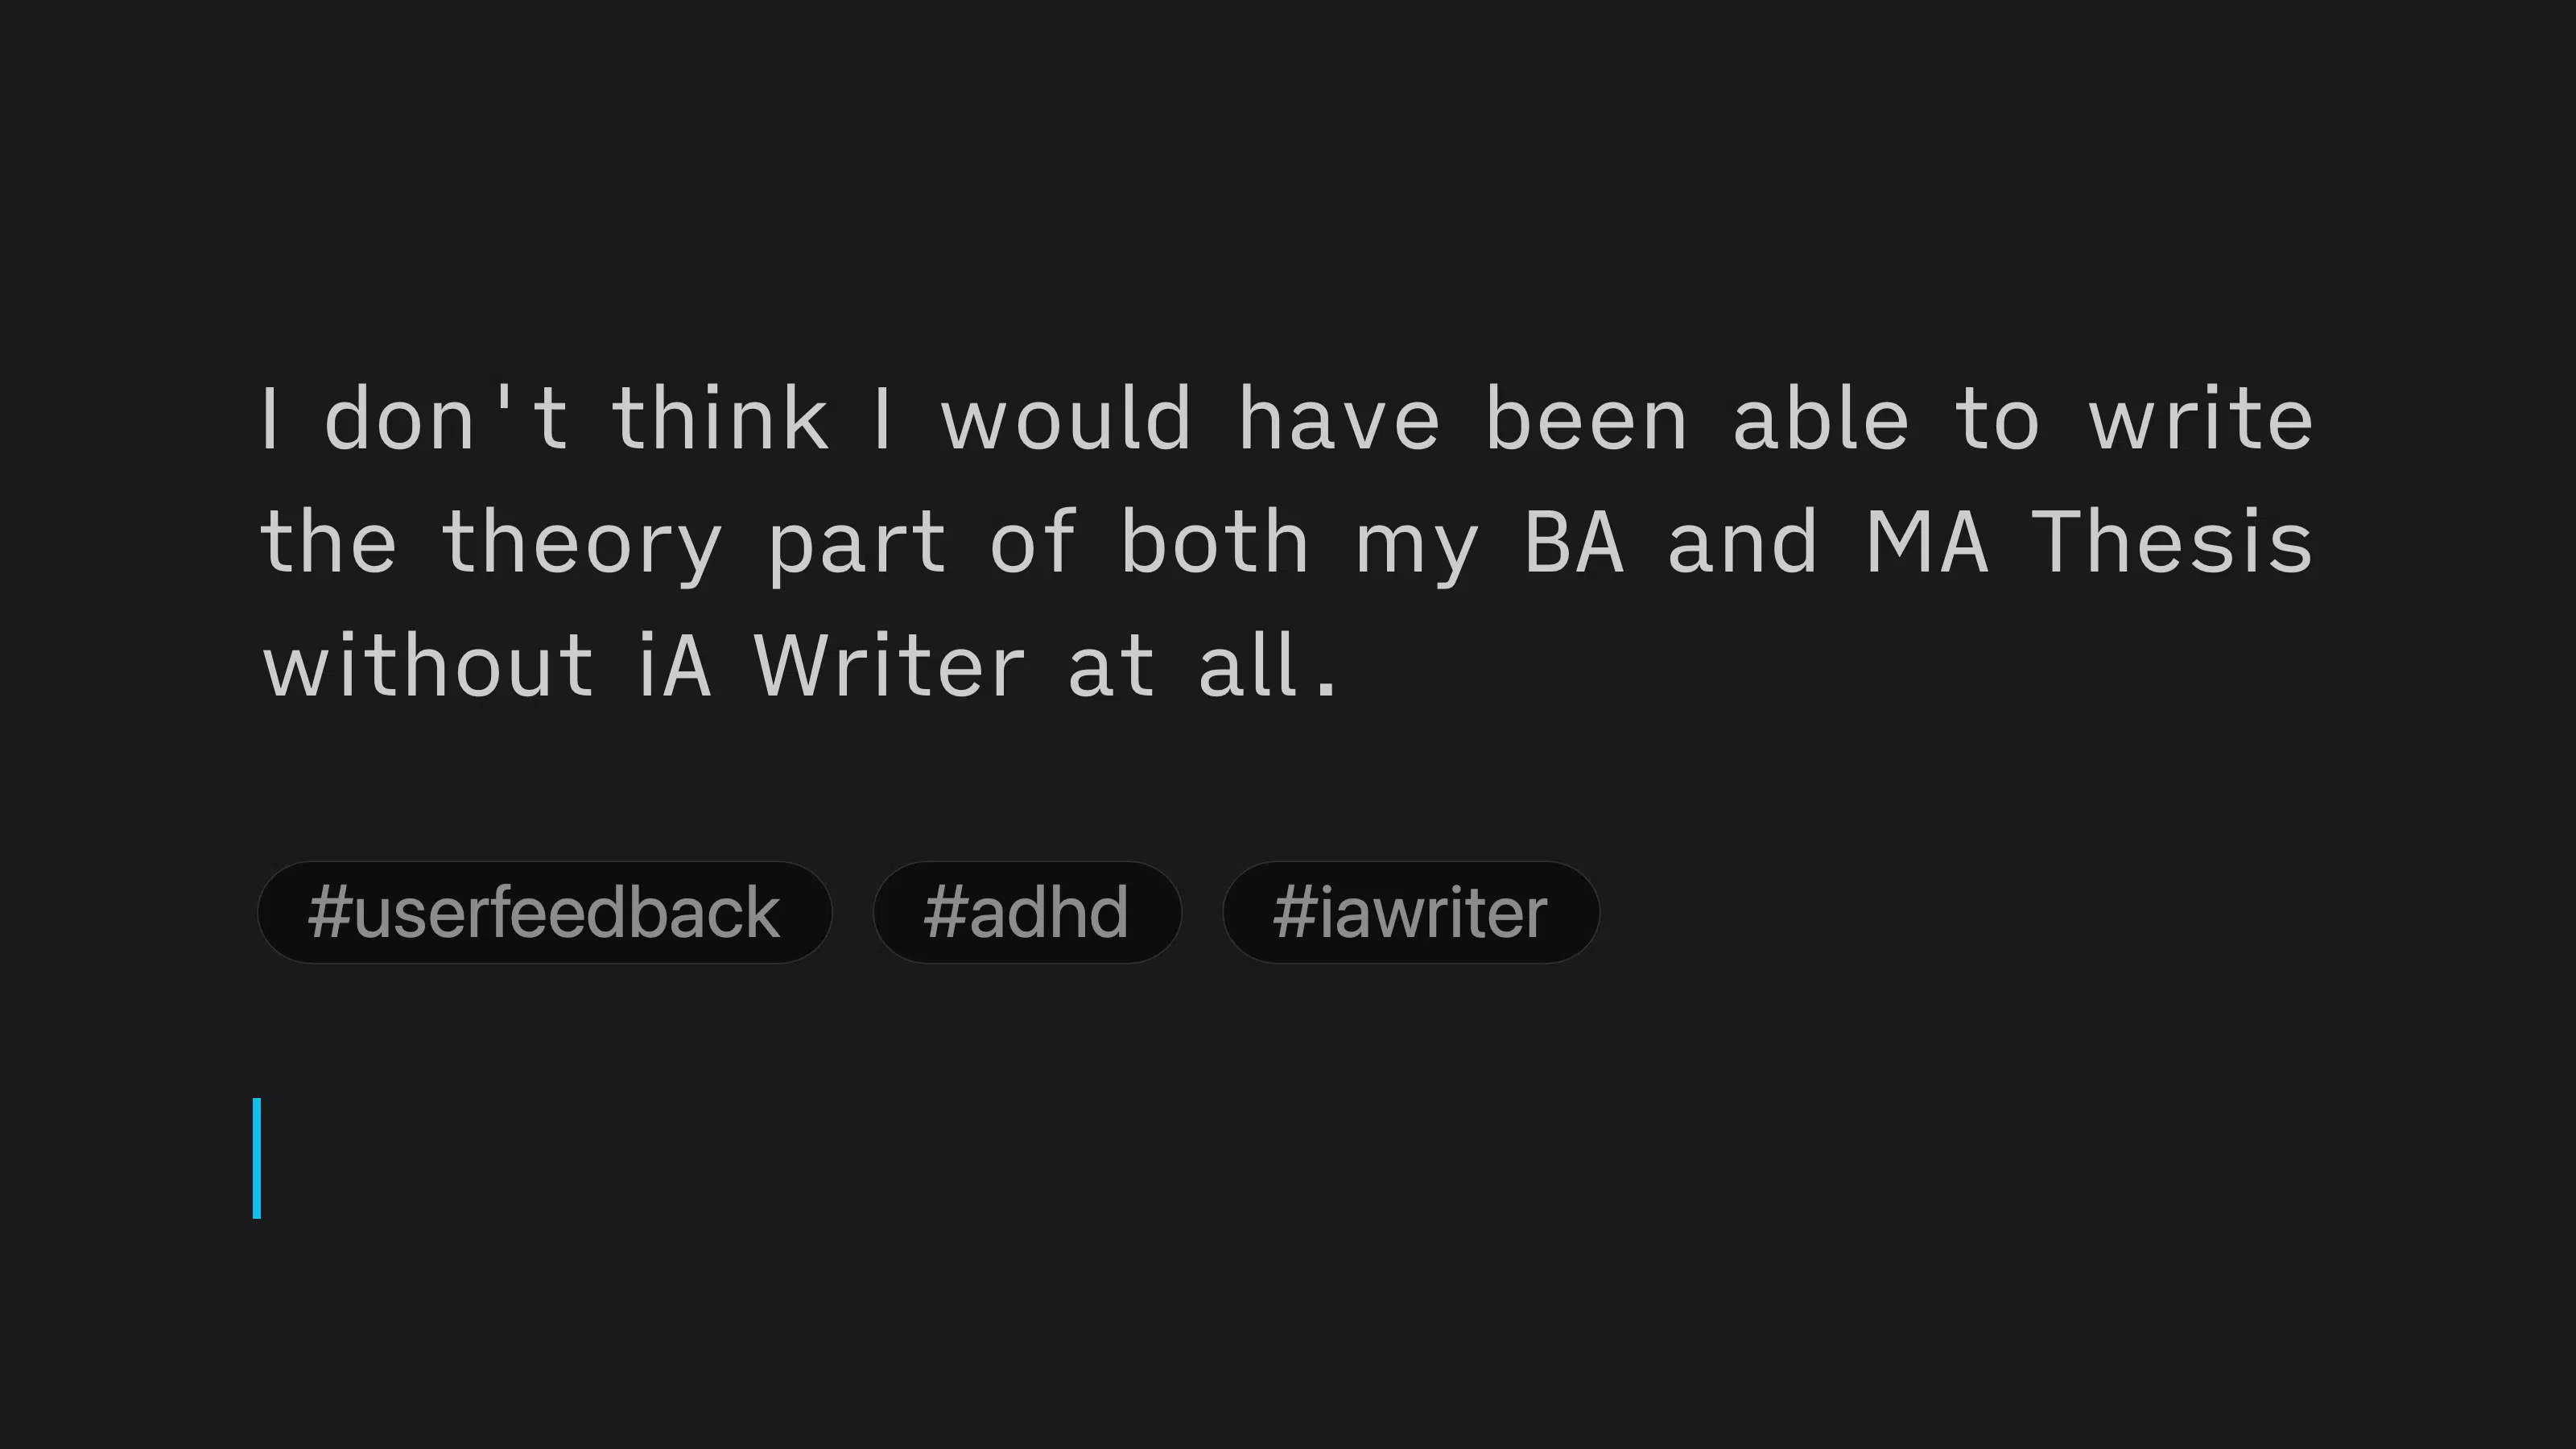 I don't think I would have been able to write
the theory part of both my BA and MA Thesis
without iA Writer at all.
#userfeedback #adhd #iawriter